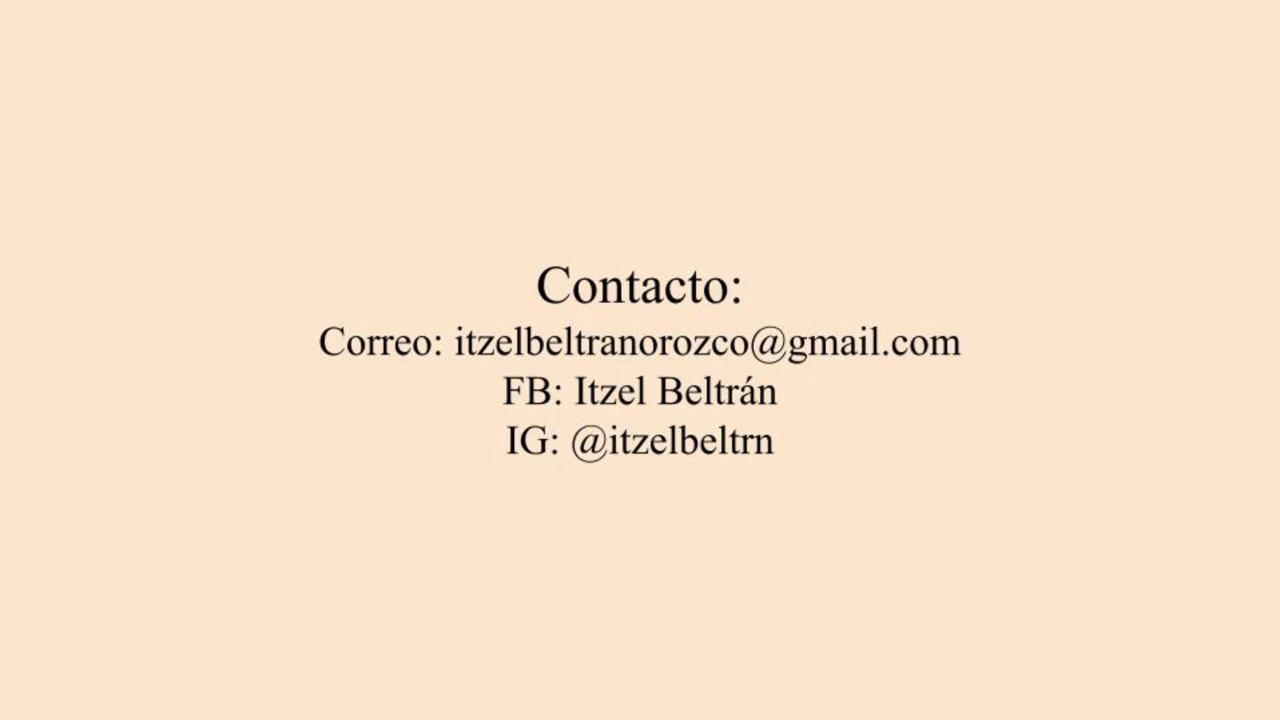 Contacto:
Correo: itzelbeltranorozco@gmail.com
FB: Itzel Beltrán
IG: @itzelbeltrn